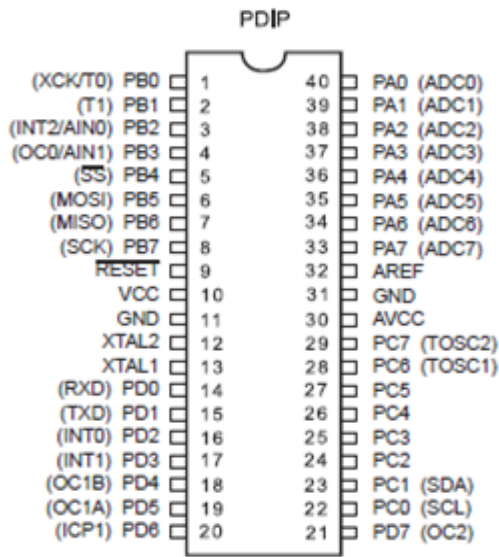 PDIP
(XCK/T0) PB0 1 40 PA0 (ADC0)
(T1) PB1 2 39 PA1 (ADC1)
(INT2/AIN0) PB2 3 38 PA2 (ADC2)
(OC0/AIN1) PB3 4 37 PA3 (ADC3)
(SS) PB4 5 36 PA4 (ADC4)
(MOSI) PB5 6 35 PA5 (ADC5)
(MISO) PB6 7 34 PA6 (ADC6)
(SCK) PB7 8 33 PA7 (ADC7)
RESET 9 32 AREF
VCC 10 31 GND
GND 11 30 AVCC
XTAL2 12 29 PC7 (TOSC2)
XTAL1 13 28 PC6 (TOSC1)
(RXD) PD0 14 27 PC5
(TXD) PD1 15 26 PC4
(INT0) PD2 16 25 PC3
(INT1) PD3 17 24 PC2
(OC1B) PD4 18 23 PC1 (SDA)
(OC1A) PD5 19 22 PC0 (SCL)
(ICP1) PD6 20 21 PD7 (OC2)